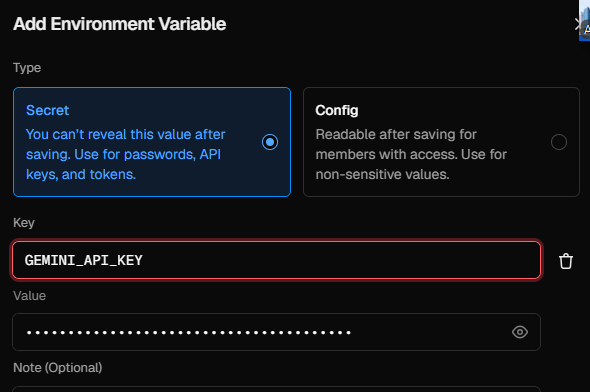 Add Environment Variable
Type
Secret
You can't reveal this value after
saving. Use for passwords, API
keys, and tokens.
Config
Readable after saving for
members with access. Use for
non-sensitive values.
Key
GEMINI_API_KEY
Value
Note (Optional)